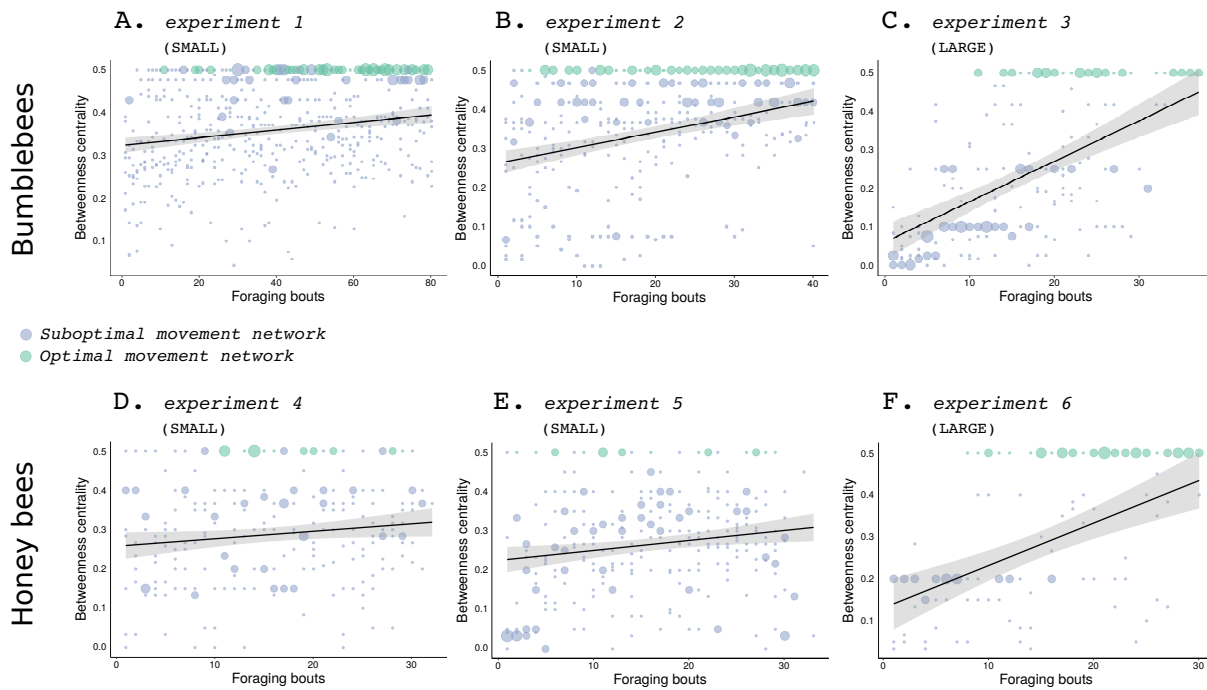 A. experiment 1
(SMALL)
B. experiment 2
(SMALL)
C. experiment 3
(LARGE)
Bumblebees
Betweenness centrality
0.5
0.4
0.3
0.2
0.1
0 20 40 60 80
Foraging bouts
Betweenness centrality
0.5
0.4
0.3
0.2
0.1
0.0
0 10 20 30 40
Foraging bouts
Betweenness centrality
0.5
0.4
0.3
0.2
0.1
0.0
0 10 20 30
Foraging bouts
Suboptimal movement network
Optimal movement network
D. experiment 4
(SMALL)
E. experiment 5
(SMALL)
F. experiment 6
(LARGE)
Honey bees
Betweenness centrality
0.5
0.4
0.3
0.2
0.1
0.0
0 10 20 30
Foraging bouts
Betweenness centrality
0.5
0.4
0.3
0.2
0.1
0.0
0 10 20 30
Foraging bouts
Betweenness centrality
0.5
0.4
0.3
0.2
0.1
0 10 20 30
Foraging bouts